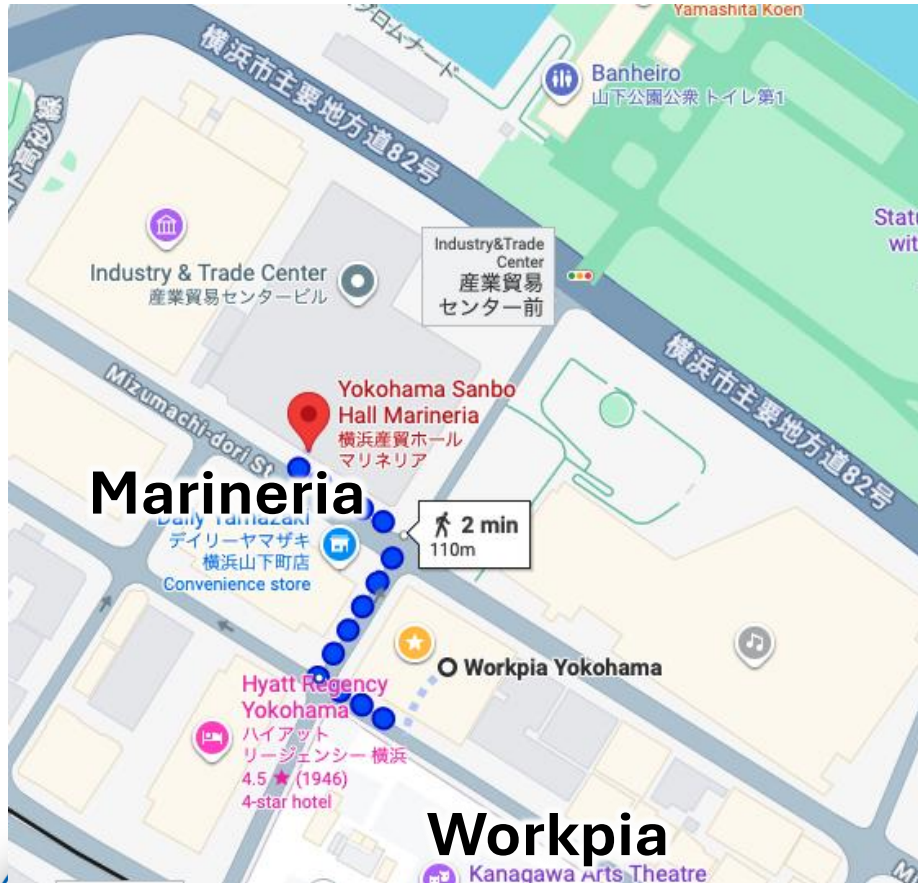 Yamashita Koen
横浜市主要地方道82号
Banheiro
山下公園公衆トイレ第1
Industry & Trade Center
産業貿易センタービル
Industry&Trade
Center
産業貿易
センター前
横浜市主要地方道82号
Mizumachi-dori St
Yokohama Sanbo
Hall Marineria
横浜産貿ホール
マリネリア
Marineria
Daily Yamazaki
デイリーヤマザキ
横浜山下町店
Convenience store
2 min
110m
Workpia Yokohama
Hyatt Regency
Yokohama
ハイアット
リージェンシー 横浜
4.5 ★ (1946)
4-star hotel
Workpia
Kanagawa Arts Theatre